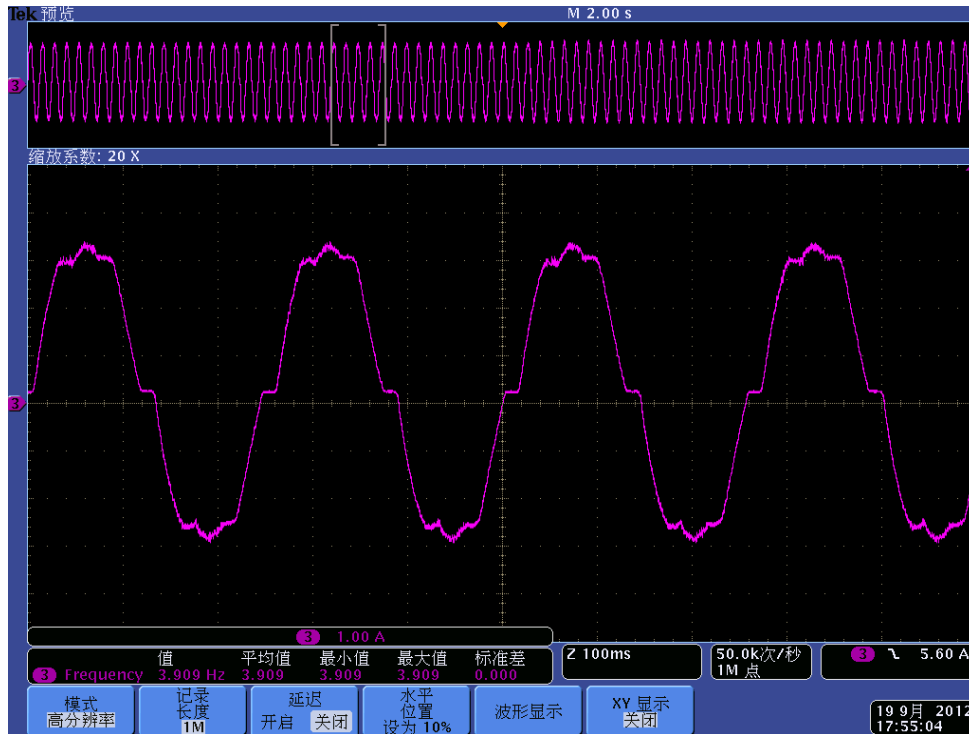 Tek 预览
M 2.00 s
3
缩放系数: 20 X
3
3 1.00 A
值 平均值 最小值 最大值 标准差
3 Frequency 3.909 Hz 3.909 3.909 3.909 0.000
Z 100ms
50.0k次/秒
1M 点
3 5.60 A
模式
高分辨率
记录
长度
1M
延迟
开启 关闭
水平
位置
设为 10%
波形显示
XY 显示
关闭
19 9月 2012
17:55:04